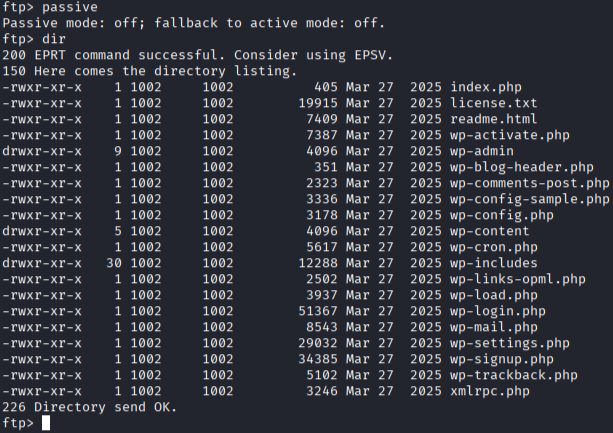 ftp> passive
Passive mode: off; fallback to active mode: off.
ftp> dir
200 EPRT command successful. Consider using EPSV.
150 Here comes the directory listing.
-rwxr-xr-x    1 1002     1002          405 Mar 27  2025 index.php
-rwxr-xr-x    1 1002     1002        19915 Mar 27  2025 license.txt
-rwxr-xr-x    1 1002     1002         7409 Mar 27  2025 readme.html
-rwxr-xr-x    1 1002     1002         7387 Mar 27  2025 wp-activate.php
drwxr-xr-x    9 1002     1002         4096 Mar 27  2025 wp-admin
-rwxr-xr-x    1 1002     1002          351 Mar 27  2025 wp-blog-header.php
-rwxr-xr-x    1 1002     1002         2323 Mar 27  2025 wp-comments-post.php
-rwxr-xr-x    1 1002     1002         3336 Mar 27  2025 wp-config-sample.php
-rwxr-xr-x    1 1002     1002         3178 Mar 27  2025 wp-config.php
drwxr-xr-x    5 1002     1002         4096 Mar 27  2025 wp-content
-rwxr-xr-x    1 1002     1002         5617 Mar 27  2025 wp-cron.php
drwxr-xr-x   30 1002     1002        12288 Mar 27  2025 wp-includes
-rwxr-xr-x    1 1002     1002         2502 Mar 27  2025 wp-links-opml.php
-rwxr-xr-x    1 1002     1002         3937 Mar 27  2025 wp-load.php
-rwxr-xr-x    1 1002     1002        51367 Mar 27  2025 wp-login.php
-rwxr-xr-x    1 1002     1002         8543 Mar 27  2025 wp-mail.php
-rwxr-xr-x    1 1002     1002        29032 Mar 27  2025 wp-settings.php
-rwxr-xr-x    1 1002     1002        34385 Mar 27  2025 wp-signup.php
-rwxr-xr-x    1 1002     1002         5102 Mar 27  2025 wp-trackback.php
-rwxr-xr-x    1 1002     1002         3246 Mar 27  2025 xmlrpc.php
226 Directory send OK.
ftp>